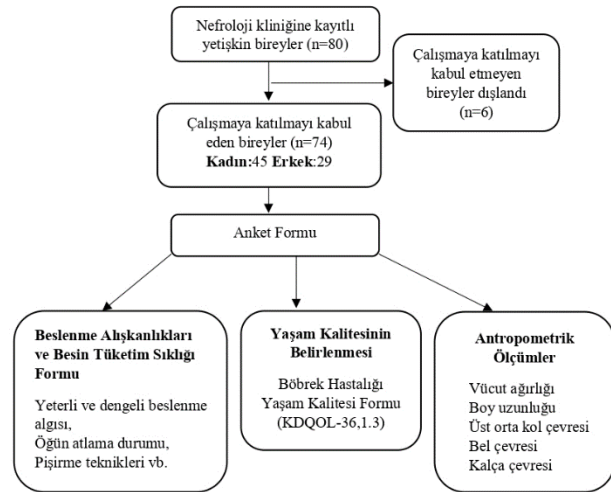 Nefroloji kliniğine kayıtlı
yetişkin bireyler (n=80)
Çalışmaya katılmayı
kabul etmeyen
bireyler dışlandı
(n=6)
Çalışmaya katılmayı kabul
eden bireyler (n=74)
Kadın:45 Erkek:29
Anket Formu
Beslenme Alışkanlıkları
ve Besin Tüketim Sıklığı
Formu
Yeterli ve dengeli beslenme
algısı,
Öğün atlama durumu,
Pişirme teknikleri vb.
Yaşam Kalitesinin
Belirlenmesi
Böbrek Hastalığı
Yaşam Kalitesi Formu
(KDQOL-36,1.3)
Antropometrik
Ölçümler
Vücut ağırlığı
Boy uzunluğu
Üst orta kol çevresi
Bel çevresi
Kalça çevresi